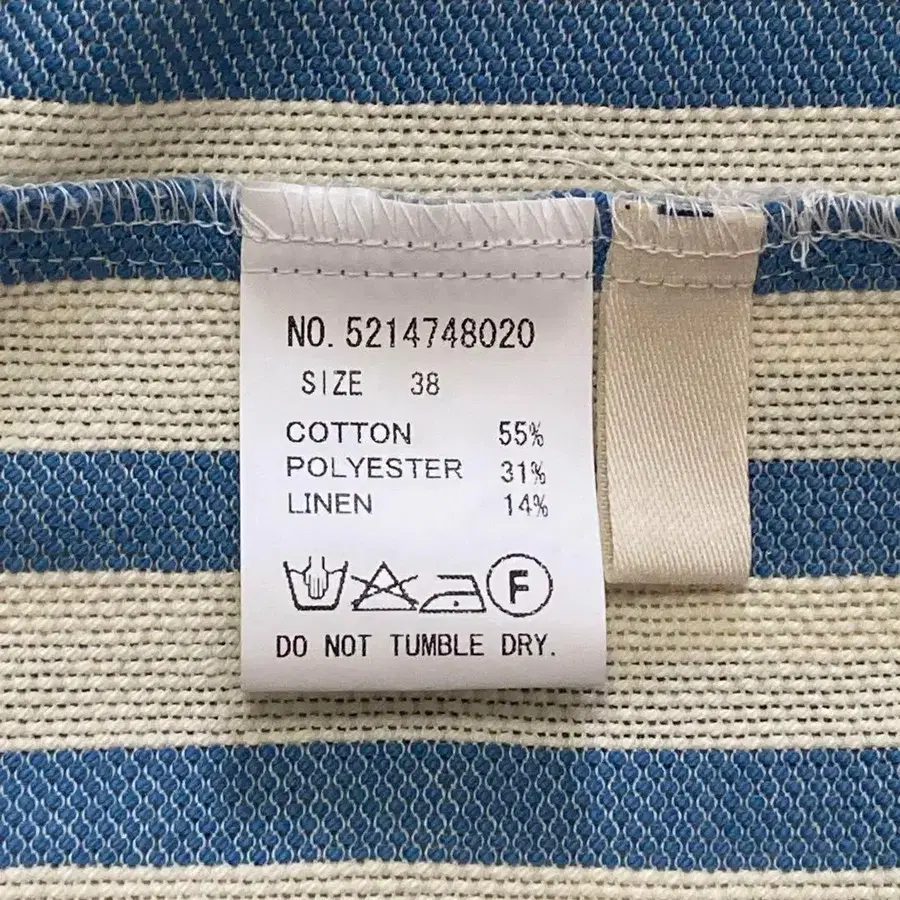 NO. 5214748020
SIZE 38
COTTON 55%
POLYESTER 31%
LINEN 14%
F
DO NOT TUMBLE DRY.